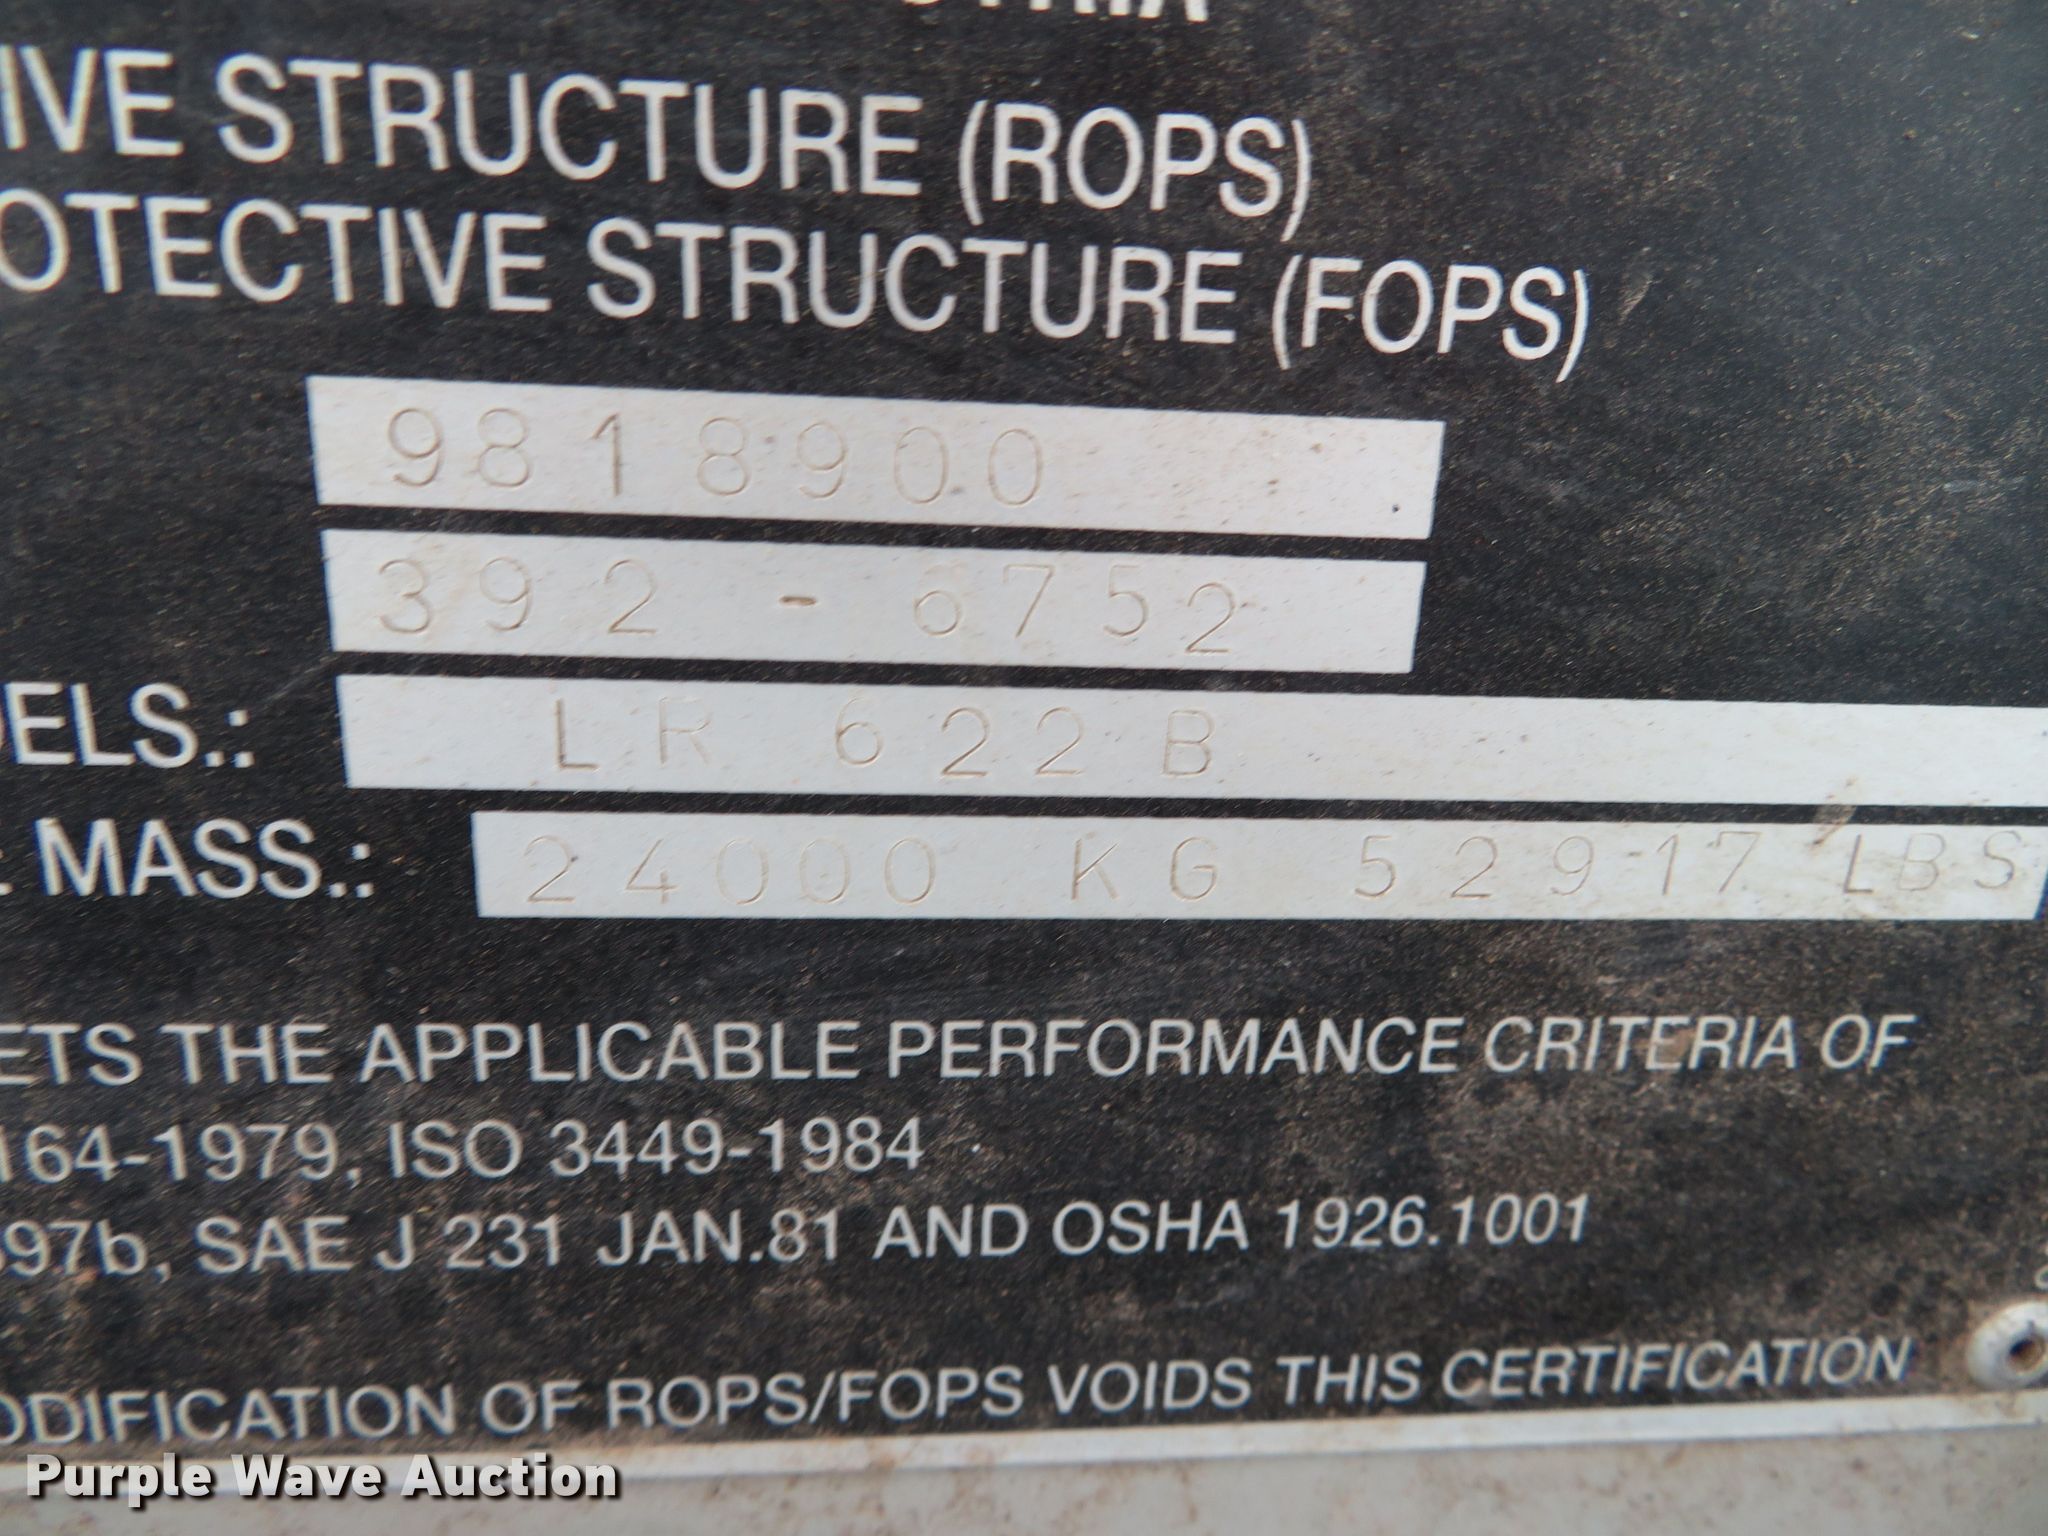 IVE STRUCTURE (ROPS)
OTECTIVE STRUCTURE (FOPS)
9818900
392 - 6752
DELS.: LR 622B
MASS.: 24000 KG 52917 LBS
ETS THE APPLICABLE PERFORMANCE CRITERIA OF
164-1979, ISO 3449-1984
397b, SAE J 231 JAN.81 AND OSHA 1926.1001
ODIFICATION OF ROPS/FOPS VOIDS THIS CERTIFICATION
Purple Wave Auction